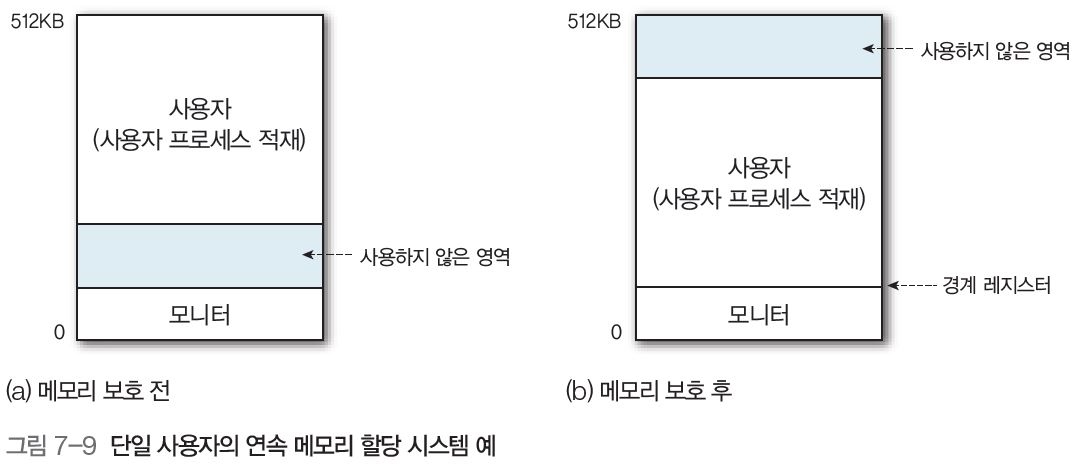 512KB
사용자
(사용자 프로세스 적재)
사용하지 않은 영역
모니터
0
(a) 메모리 보호 전
512KB
사용하지 않은 영역
사용자
(사용자 프로세스 적재)
경계 레지스터
모니터
0
(b) 메모리 보호 후
그림 7-9 단일 사용자의 연속 메모리 할당 시스템 예